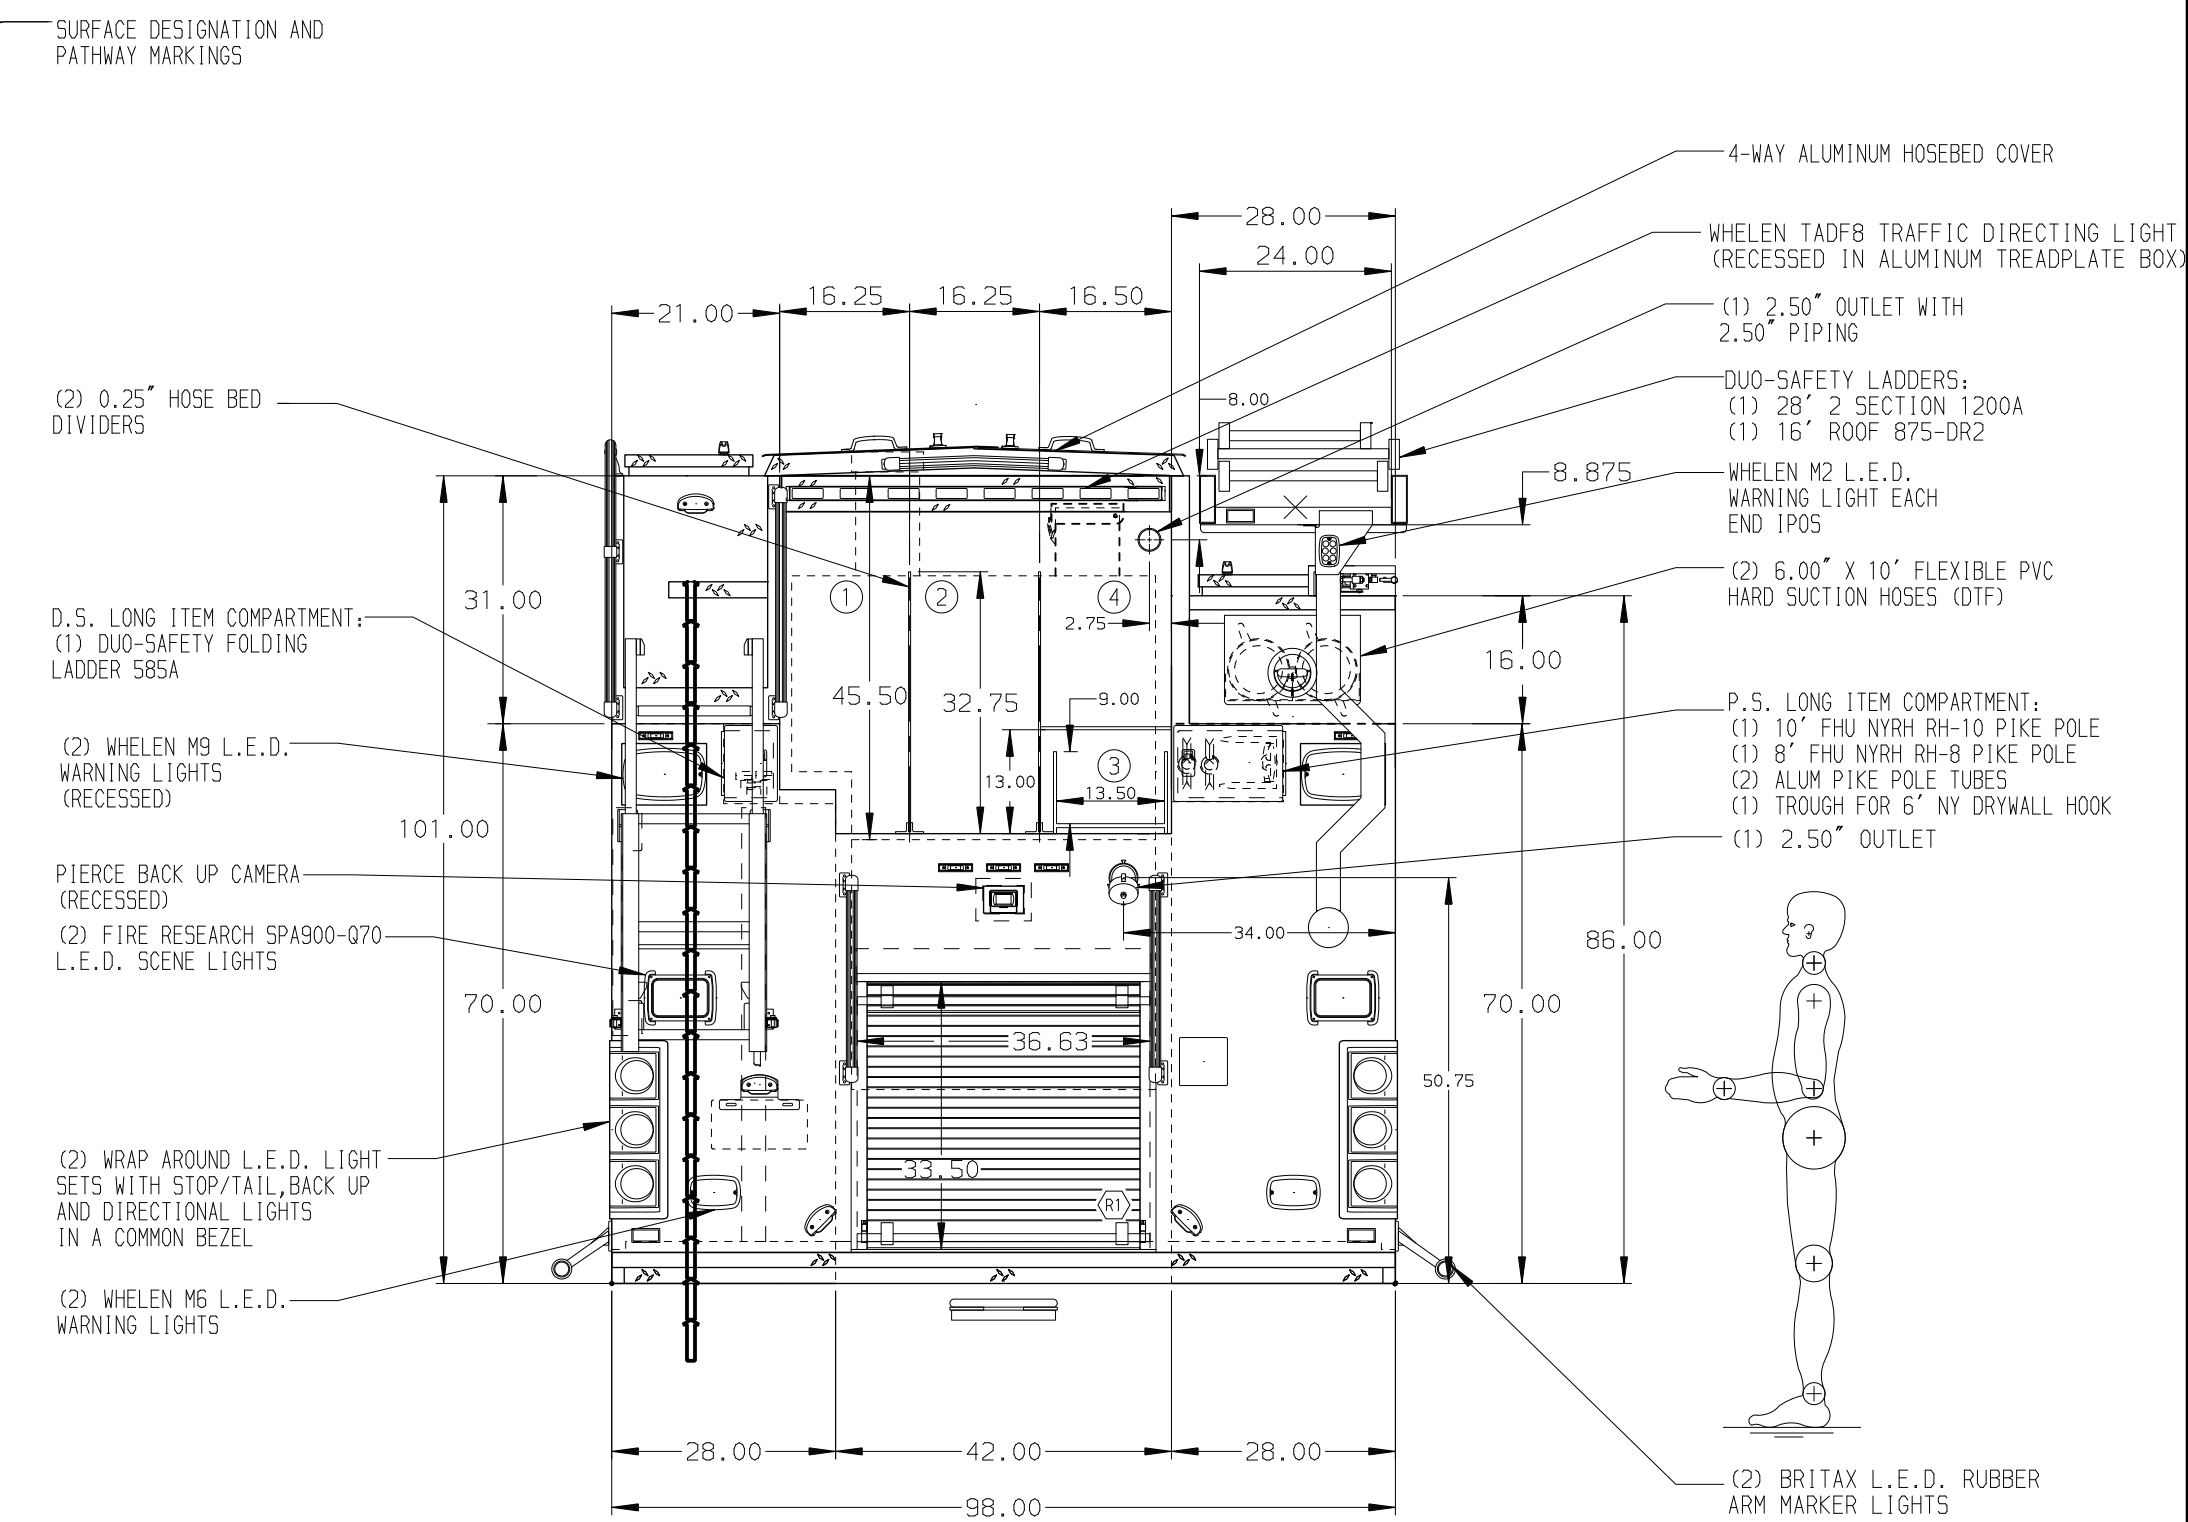 SURFACE DESIGNATION AND
PATHWAY MARKINGS
4-WAY ALUMINUM HOSEBED COVER
28.00
WHELEN TADF8 TRAFFIC DIRECTING LIGHT
(RECESSED IN ALUMINUM TREADPLATE BOX)
24.00
16.25
16.25
16.50
21.00
(1) 2.50" OUTLET WITH
2.50" PIPING
(2) 0.25" HOSE BED
DIVIDERS
8.00
DUO-SAFETY LADDERS:
(1) 28' 2 SECTION 1200A
(1) 16' ROOF 875-DR2
8.875
WHELEN M2 L.E.D.
WARNING LIGHT EACH
END IPOS
(2) 6.00" X 10' FLEXIBLE PVC
HARD SUCTION HOSES (DTF)
31.00
1
2
4
2.75
D.S. LONG ITEM COMPARTMENT:
(1) DUO-SAFETY FOLDING
LADDER 585A
16.00
45.50
32.75
9.00
P.S. LONG ITEM COMPARTMENT:
(1) 10' FHU NYRH RH-10 PIKE POLE
(1) 8' FHU NYRH RH-8 PIKE POLE
(2) ALUM PIKE POLE TUBES
(1) TROUGH FOR 6' NY DRYWALL HOOK
(2) WHELEN M9 L.E.D.
WARNING LIGHTS
(RECESSED)
3
13.00
13.50
101.00
(1) 2.50" OUTLET
PIERCE BACK UP CAMERA
(RECESSED)
34.00
86.00
(2) FIRE RESEARCH SPA900-Q70
L.E.D. SCENE LIGHTS
70.00
70.00
36.63
50.75
33.50
R1
(2) WRAP AROUND L.E.D. LIGHT
SETS WITH STOP/TAIL,BACK UP
AND DIRECTIONAL LIGHTS
IN A COMMON BEZEL
(2) WHELEN M6 L.E.D.
WARNING LIGHTS
28.00
42.00
28.00
98.00
(2) BRITAX L.E.D. RUBBER
ARM MARKER LIGHTS